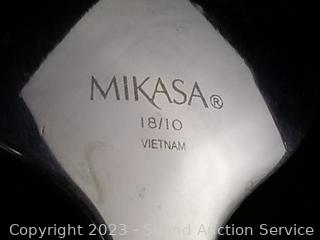 MIKASA®
18/10
VIETNAM
Copyright 2023 - Sound Auction Service